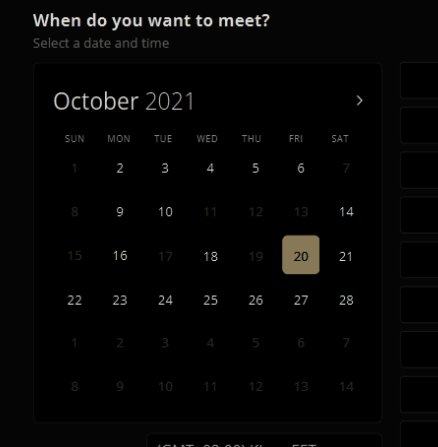 When do you want to meet?
Select a date and time
October 2021 >
SUN MON TUE WED THU FRI SAT
1 2 3 4 5 6 7
8 9 10 11 12 13 14
15 16 17 18 19 20 21
22 23 24 25 26 27 28
1 2 3 4 5 6 7
8 9 10 11 12 13 14